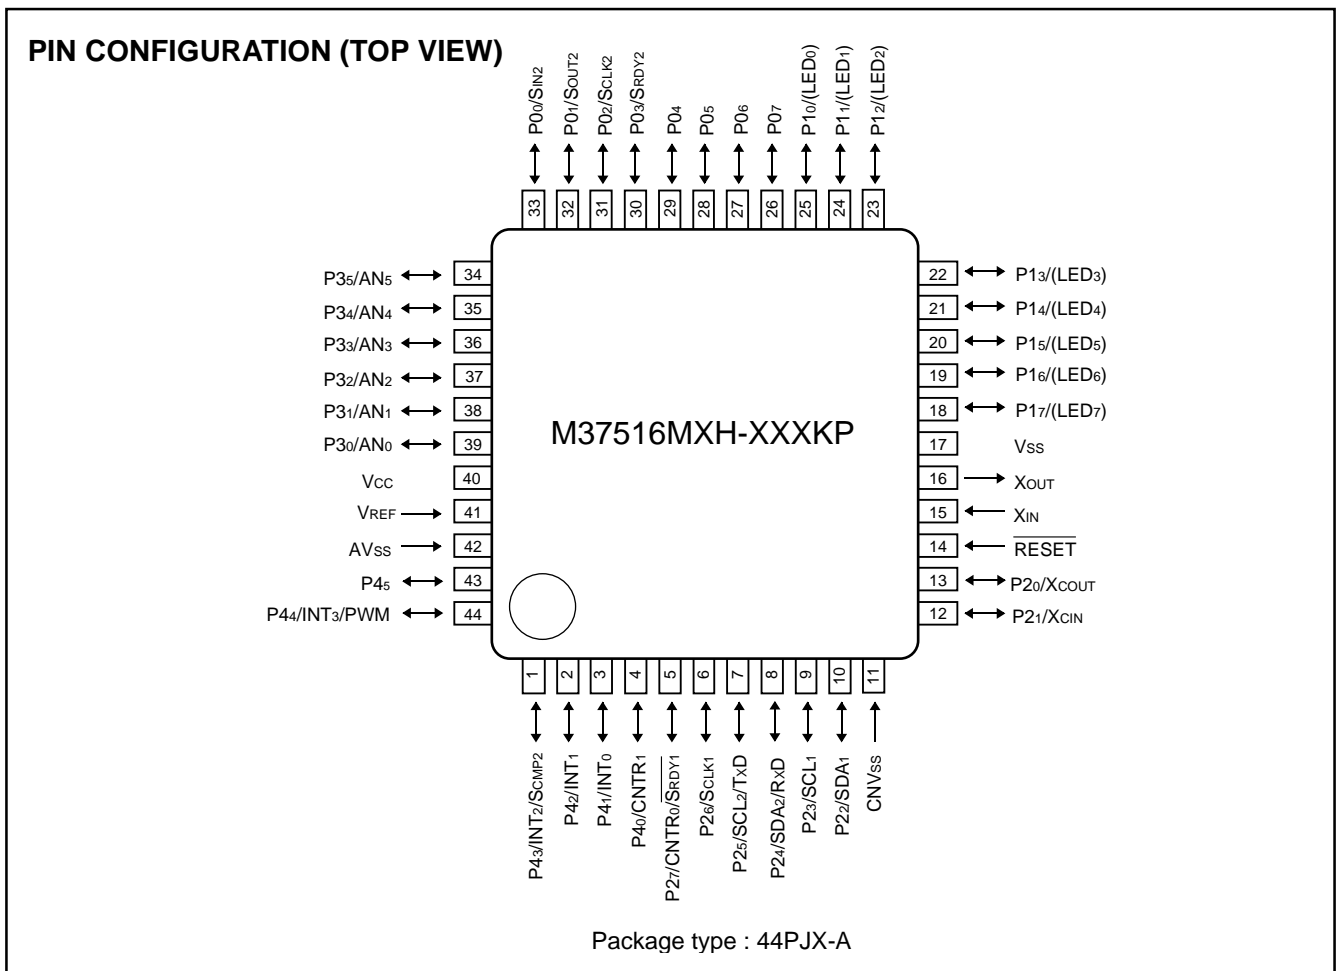 PIN CONFIGURATION (TOP VIEW)
P00/SIN2
P01/SOUT2
P02/SCLK2
P03/SRDY2
P04
P05
P06
P07
P10/(LED0)
P11/(LED1)
P12/(LED2)
33 32 31 30 29 28 27 26 25 24 23
P35/AN5 34
P34/AN4 35
P33/AN3 36
P32/AN2 37
P31/AN1 38
P30/AN0 39
VCC 40
VREF 41
AVSS 42
P45 43
P44/INT3/PWM 44
M37516MXH-XXXKP
22 P13/(LED3)
21 P14/(LED4)
20 P15/(LED5)
19 P16/(LED6)
18 P17/(LED7)
17 VSS
16 XOUT
15 XIN
14 RESET
13 P20/XCOUT
12 P21/XCIN
1 2 3 4 5 6 7 8 9 10 11
P43/INT2/SCMP2
P42/INT1
P41/INT0
P40/CNTR1
P27/CNTR0/SRDY1
P26/SCLK1
P25/SCL2/TxD
P24/SDA2/RxD
P23/SCL1
P22/SDA1
CNVSS
Package type : 44PJX-A